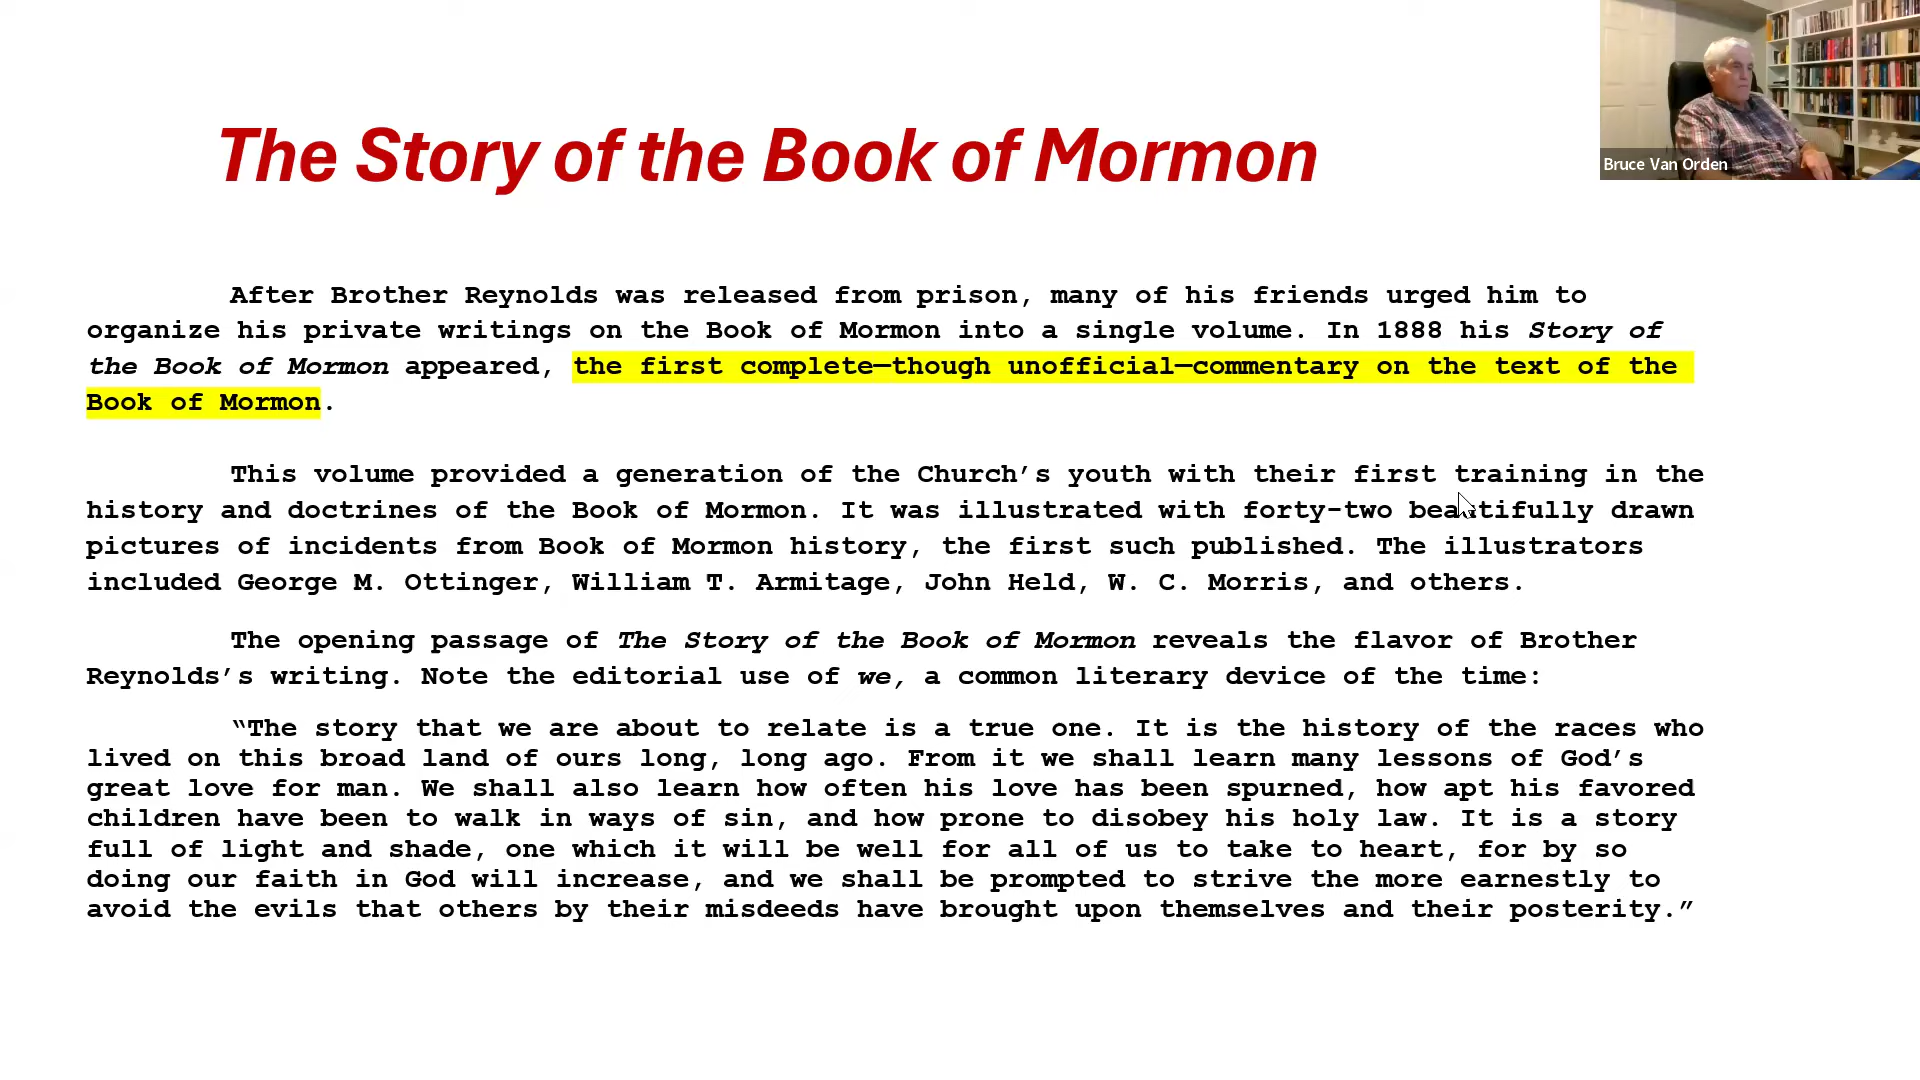 The Story of the Book of Mormon
Bruce Van Orden
After Brother Reynolds was released from prison, many of his friends urged him to
organize his private writings on the Book of Mormon into a single volume. In 1888 his Story of
the Book of Mormon appeared, the first complete—though unofficial—commentary on the text of the
Book of Mormon.
This volume provided a generation of the Church’s youth with their first training in the
history and doctrines of the Book of Mormon. It was illustrated with forty-two beautifully drawn
pictures of incidents from Book of Mormon history, the first such published. The illustrators
included George M. Ottinger, William T. Armitage, John Held, W. C. Morris, and others.
The opening passage of The Story of the Book of Mormon reveals the flavor of Brother
Reynolds’s writing. Note the editorial use of we, a common literary device of the time:
“The story that we are about to relate is a true one. It is the history of the races who
lived on this broad land of ours long, long ago. From it we shall learn many lessons of God’s
great love for man. We shall also learn how often his love has been spurned, how apt his favored
children have been to walk in ways of sin, and how prone to disobey his holy law. It is a story
full of light and shade, one which it will be well for all of us to take to heart, for by so
doing our faith in God will increase, and we shall be prompted to strive the more earnestly to
avoid the evils that others by their misdeeds have brought upon themselves and their posterity.”